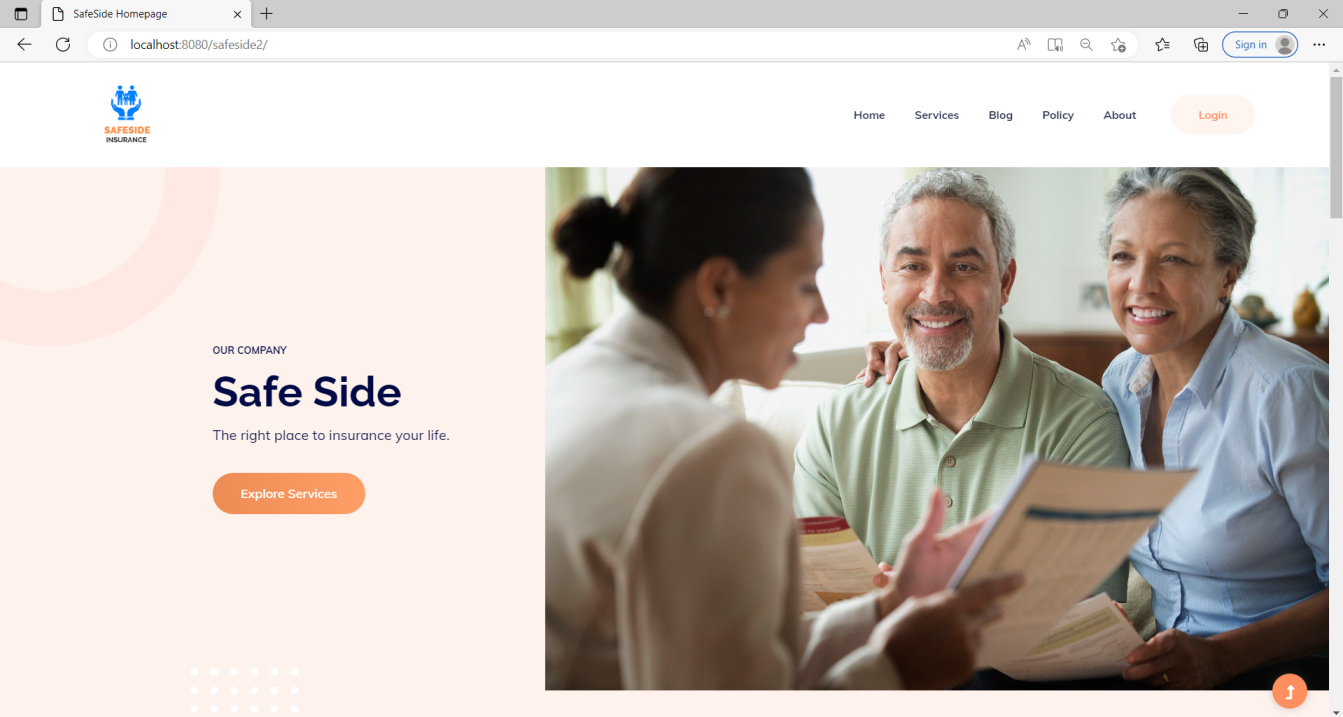 SafeSide Homepage
localhost:8080/safeside2/
Sign in
SAFESIDE
INSURANCE
Home
Services
Blog
Policy
About
Login
OUR COMPANY
Safe Side
The right place to insurance your life.
Explore Services